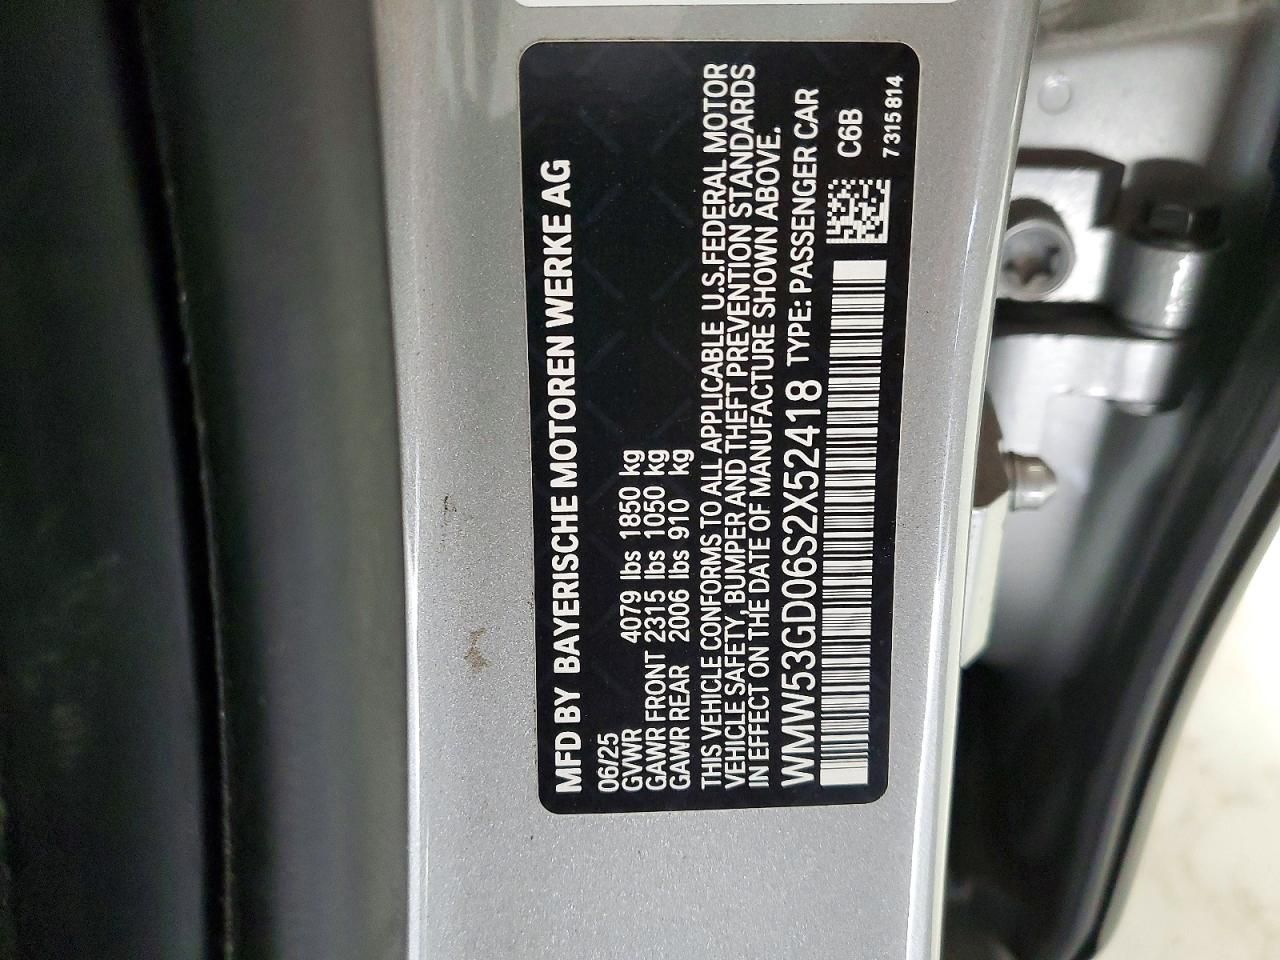 MFD BY BAYERISCHE MOTOREN WERKE AG
06/25
GVWR 4079 lbs 1850 kg
GAWR FRONT 2315 lbs 1050 kg
GAWR REAR 2006 lbs 910 kg
THIS VEHICLE CONFORMS TO ALL APPLICABLE U.S.FEDERAL MOTOR
VEHICLE SAFETY, BUMPER AND THEFT PREVENTION STANDARDS
IN EFFECT ON THE DATE OF MANUFACTURE SHOWN ABOVE.
WMW53GD06S2X52418 TYPE: PASSENGER CAR
C6B
7315814